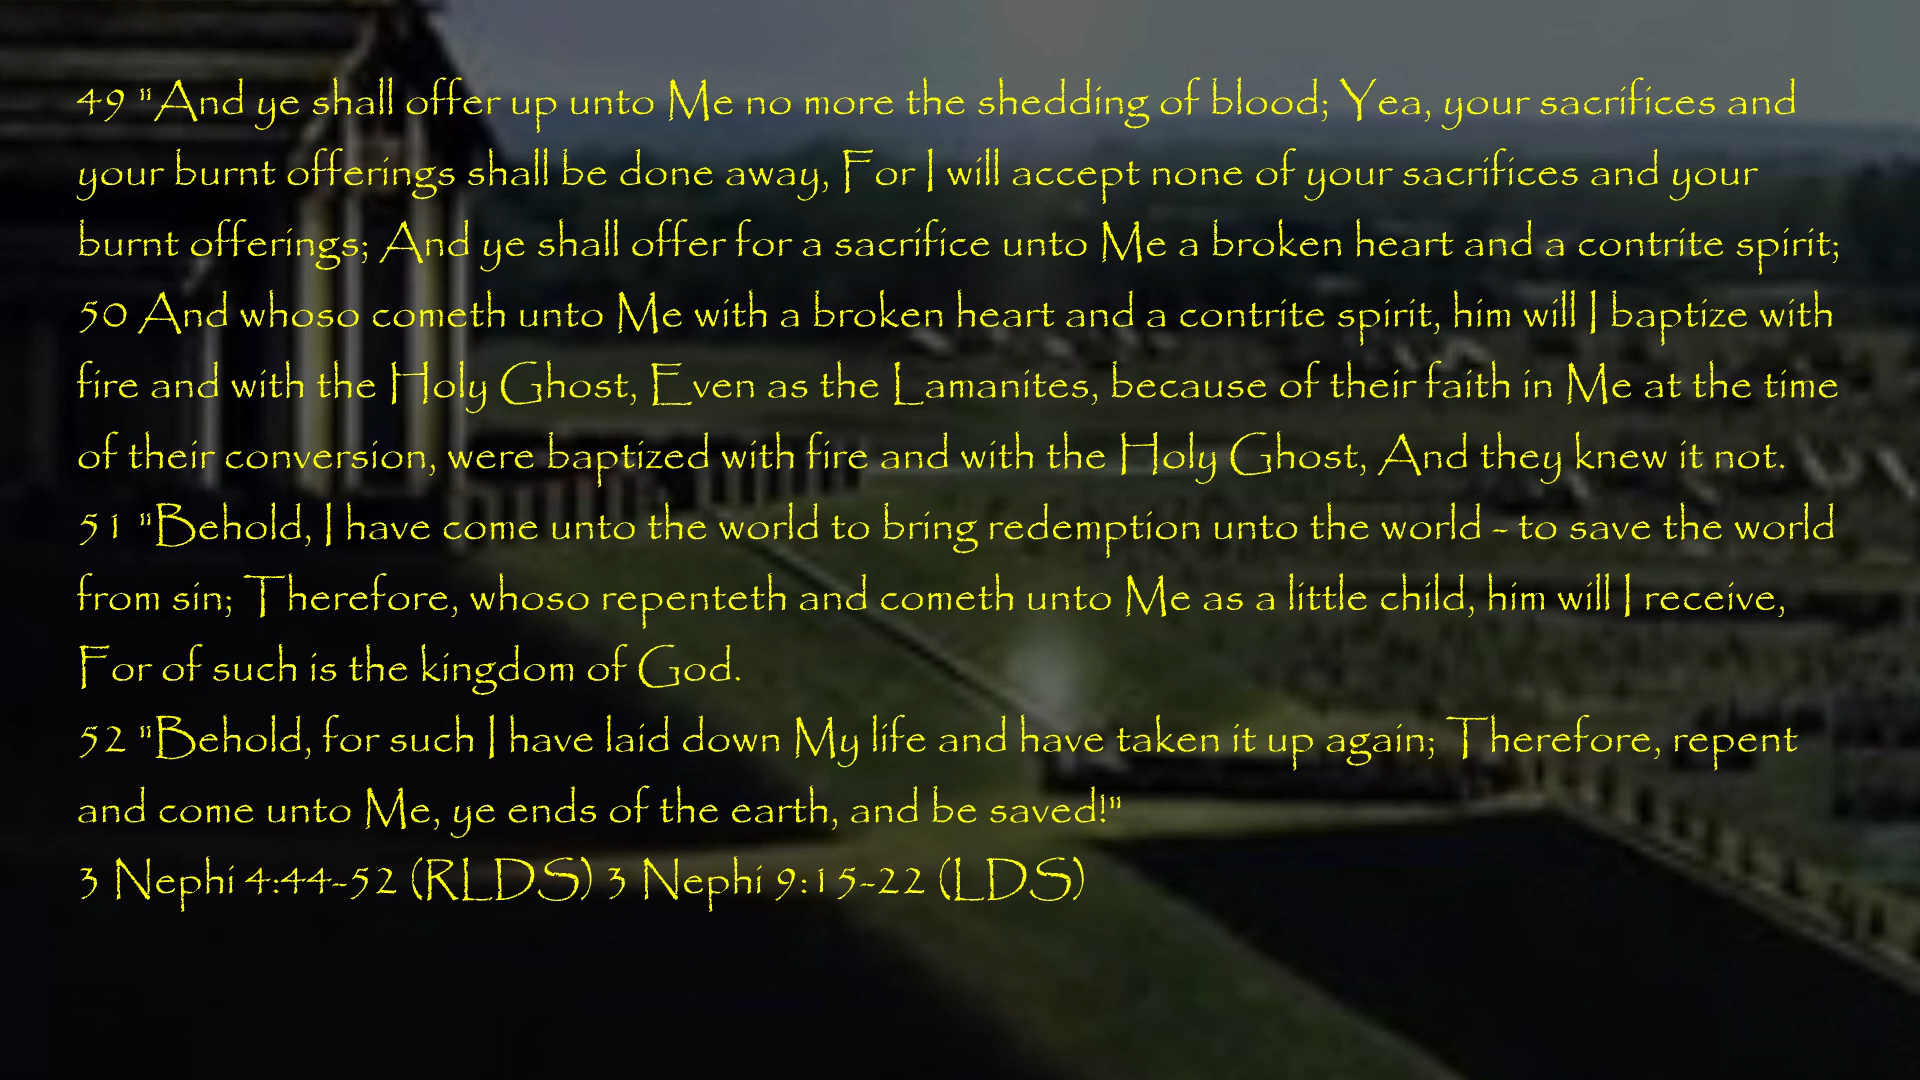 49 "And ye shall offer up unto Me no more the shedding of blood; Yea, your sacrifices and
your burnt offerings shall be done away, For I will accept none of your sacrifices and your
burnt offerings; And ye shall offer for a sacrifice unto Me a broken heart and a contrite spirit;
50 And whoso cometh unto Me with a broken heart and a contrite spirit, him will I baptize with
fire and with the Holy Ghost, Even as the Lamanites, because of their faith in Me at the time
of their conversion, were baptized with fire and with the Holy Ghost, And they knew it not.
51 "Behold, I have come unto the world to bring redemption unto the world - to save the world
from sin; Therefore, whoso repenteth and cometh unto Me as a little child, him will I receive,
For of such is the kingdom of God.
52 "Behold, for such I have laid down My life and have taken it up again; Therefore, repent
and come unto Me, ye ends of the earth, and be saved!"
3 Nephi 4:44-52 (RLDS) 3 Nephi 9:15-22 (LDS)